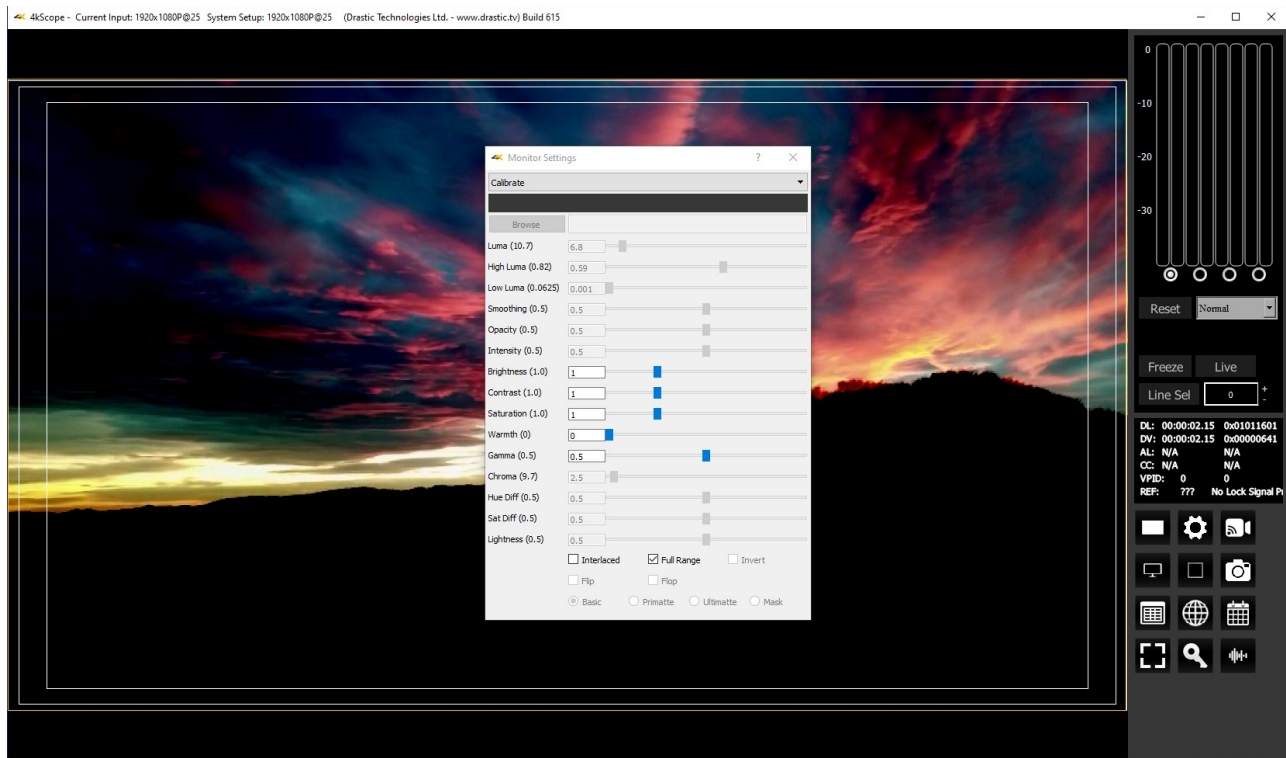 4kScope - Current Input: 1920x1080P@25 System Setup: 1920x1080P@25 (Drastic Technologies Ltd. - www.drastic.tv) Build 615
Monitor Settings
?
Calibrate
Browse
Luma (10.7) 6.8
High Luma (0.82) 0.59
Low Luma (0.0625) 0.001
Smoothing (0.5) 0.5
Opacity (0.5) 0.5
Intensity (0.5) 0.5
Brightness (1.0) 1
Contrast (1.0) 1
Saturation (1.0) 1
Warmth (0) 0
Gamma (0.5) 0.5
Chroma (9.7) 2.5
Hue Diff (0.5) 0.5
Sat Diff (0.5) 0.5
Lightness (0.5) 0.5
Interlaced Full Range Invert
Flip Flop
Basic Primatte Ultimatte Mask
0
-10
-20
-30
Reset Normal
Freeze Live
Line Sel 0 + -
DL: 00:00:02.15 0x01011601
DV: 00:00:02.15 0x00000641
AL: N/A N/A
CC: N/A N/A
VPID: 0 0
REF: ??? No Lock Signal P